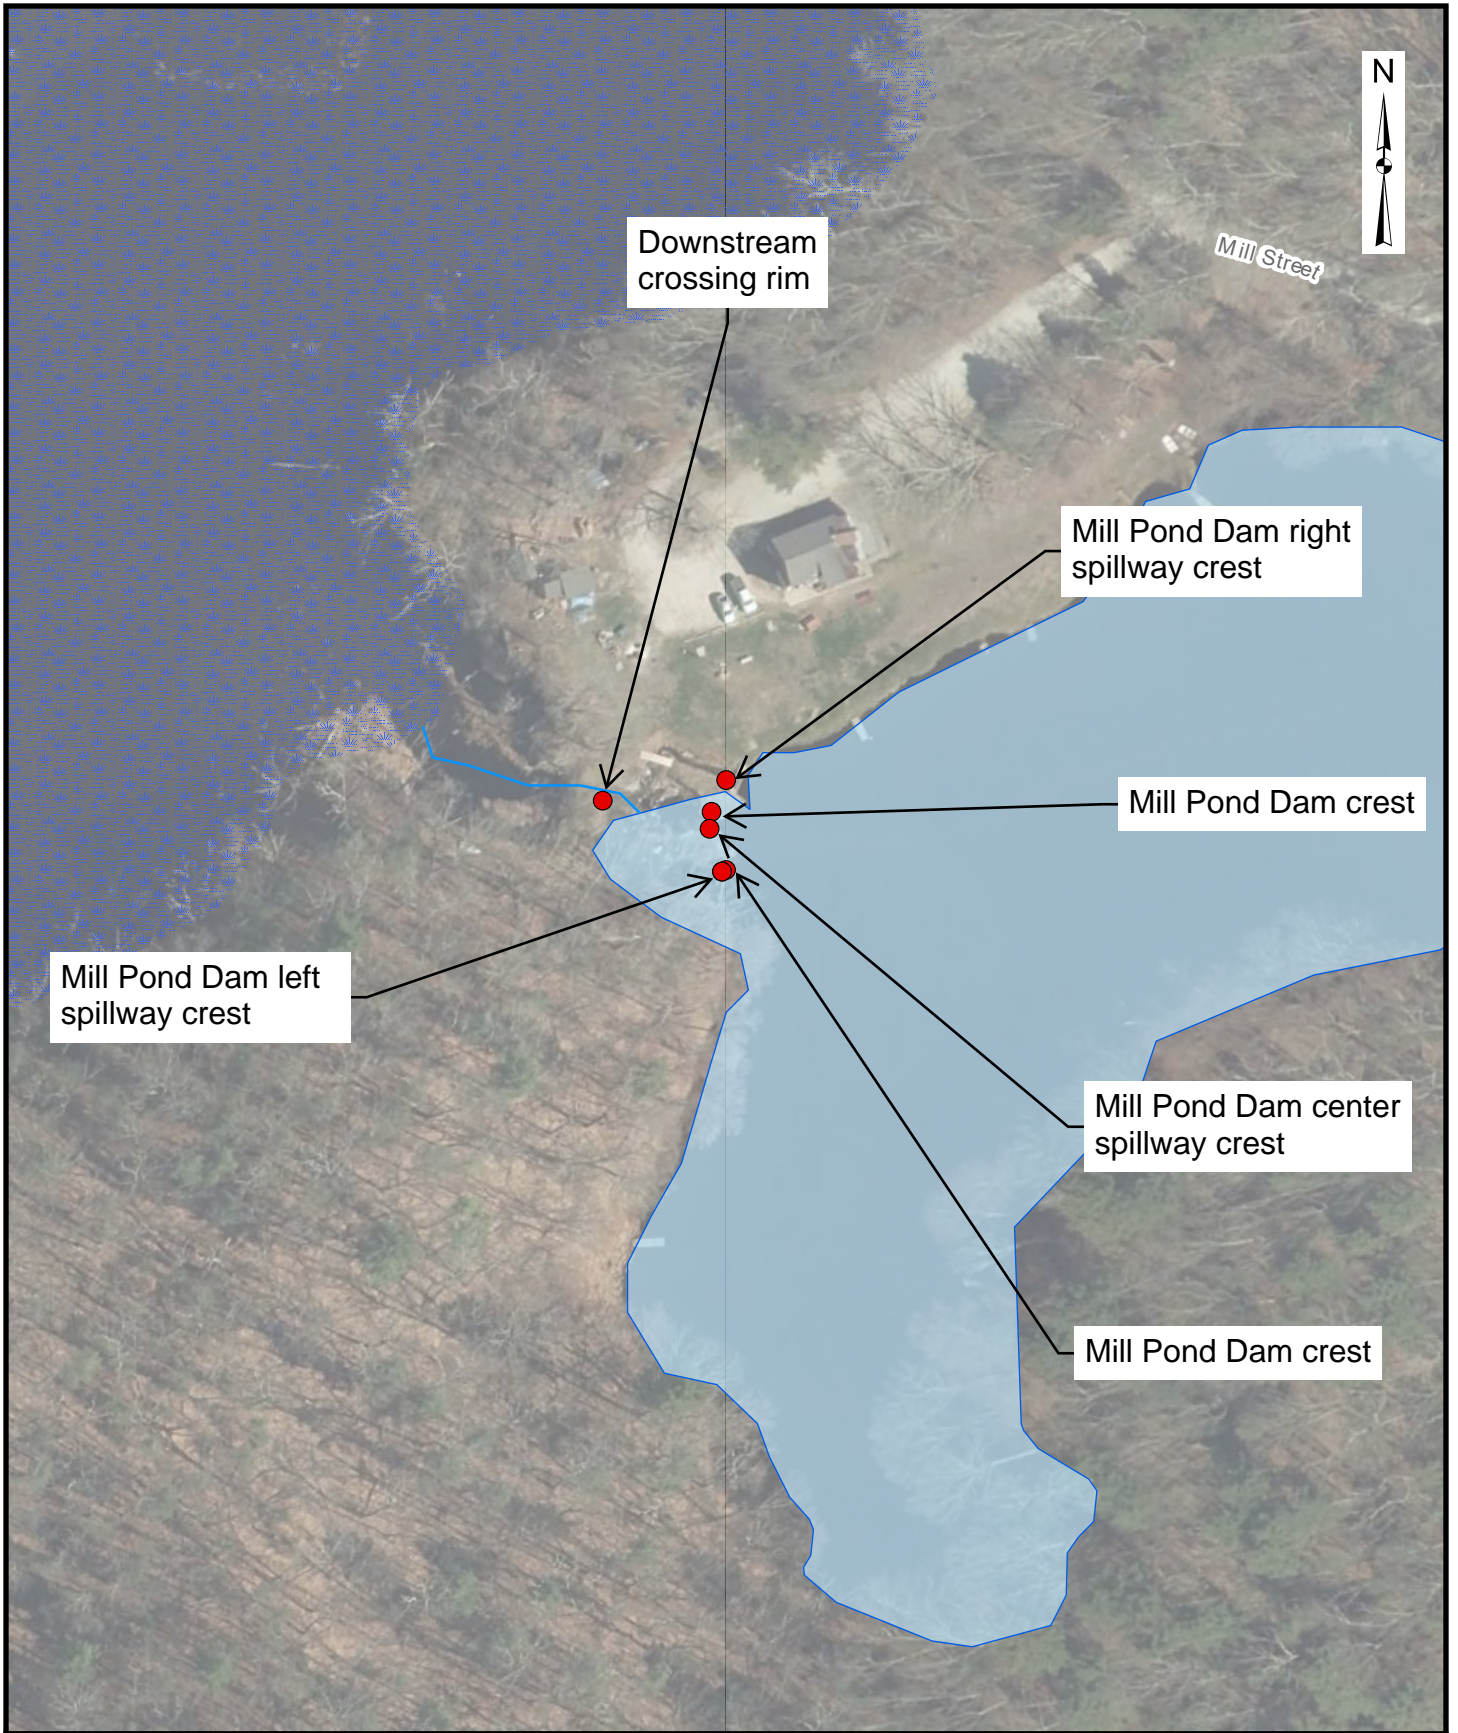 N
Mill Street
Downstream
crossing rim
Mill Pond Dam right
spillway crest
Mill Pond Dam crest
Mill Pond Dam left
spillway crest
Mill Pond Dam center
spillway crest
Mill Pond Dam crest